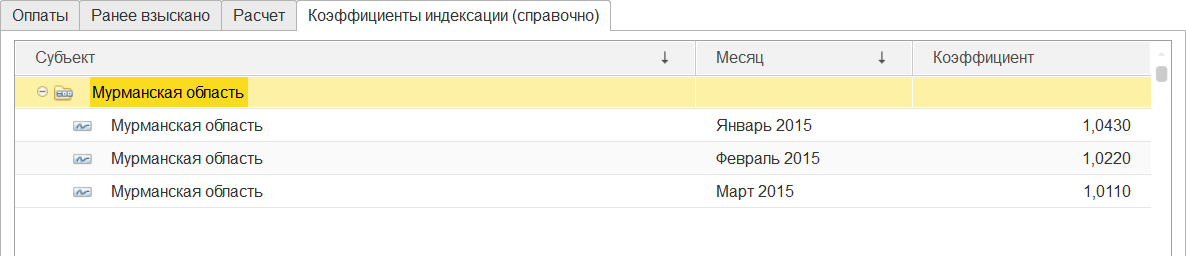 Оплаты Ранее взыскано Расчет Коэффициенты индексации (справочно)
Субъект ↓ Месяц ↓ Коэффициент
Мурманская область
Мурманская область Январь 2015 1,0430
Мурманская область Февраль 2015 1,0220
Мурманская область Март 2015 1,0110